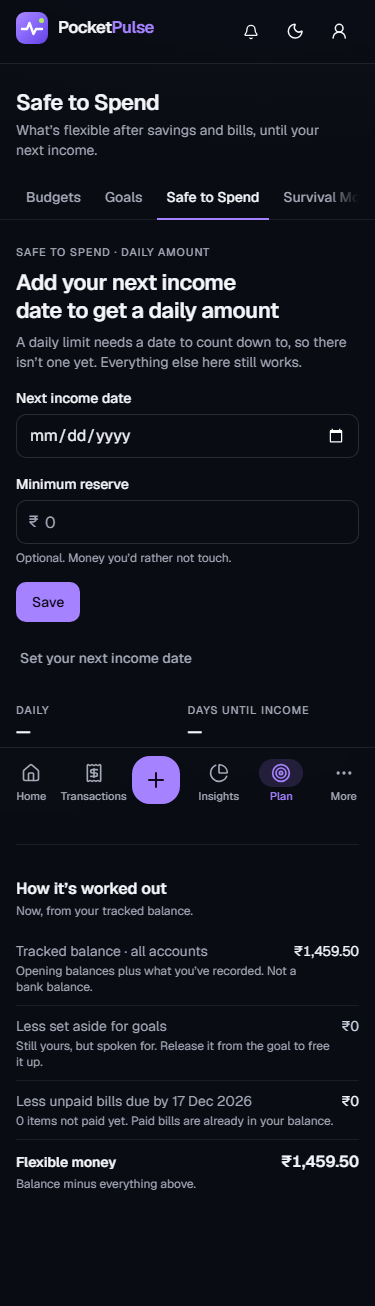 PocketPulse
Safe to Spend
What's flexible after savings and bills, until your
next income.
Budgets Goals Safe to Spend Survival Mo
SAFE TO SPEND · DAILY AMOUNT
Add your next income
date to get a daily amount
A daily limit needs a date to count down to, so there
isn't one yet. Everything else here still works.
Next income date
mm/dd/yyyy
Minimum reserve
₹ 0
Optional. Money you'd rather not touch.
Save
Set your next income date
DAILY DAYS UNTIL INCOME
— —
Home Transactions + Insights Plan More
How it's worked out
Now, from your tracked balance.
Tracked balance · all accounts ₹1,459.50
Opening balances plus what you've recorded. Not a
bank balance.
Less set aside for goals ₹0
Still yours, but spoken for. Release it from the goal to free
it up.
Less unpaid bills due by 17 Dec 2026 ₹0
0 items not paid yet. Paid bills are already in your balance.
Flexible money ₹1,459.50
Balance minus everything above.